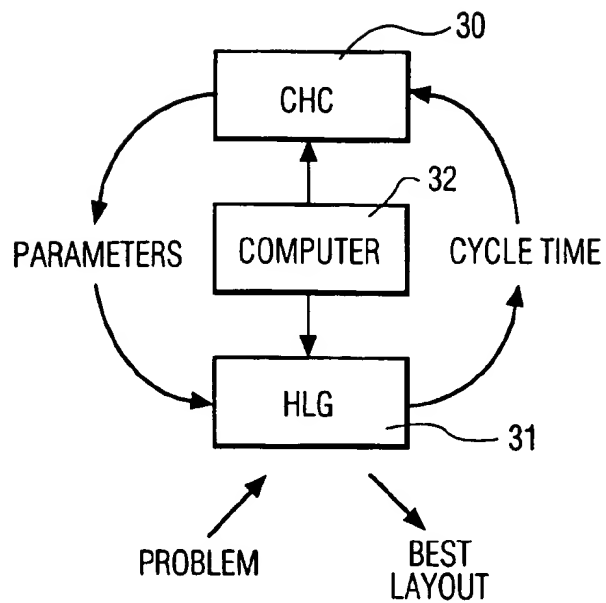 30
CHC
32
PARAMETERS
COMPUTER
CYCLE TIME
HLG
31
PROBLEM
BEST
LAYOUT